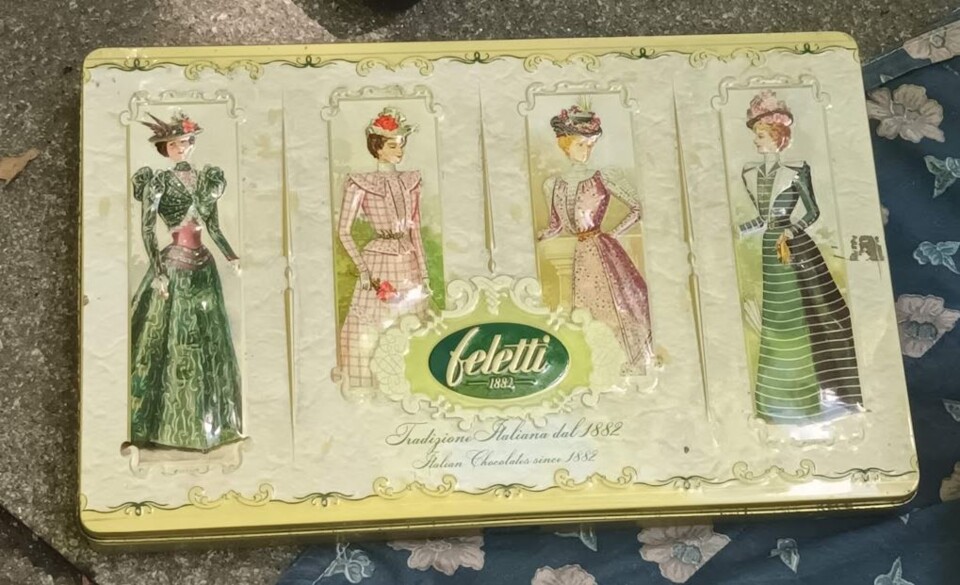 feletti
1882
Tradizione Italiana dal 1882
Italian Chocolates since 1882